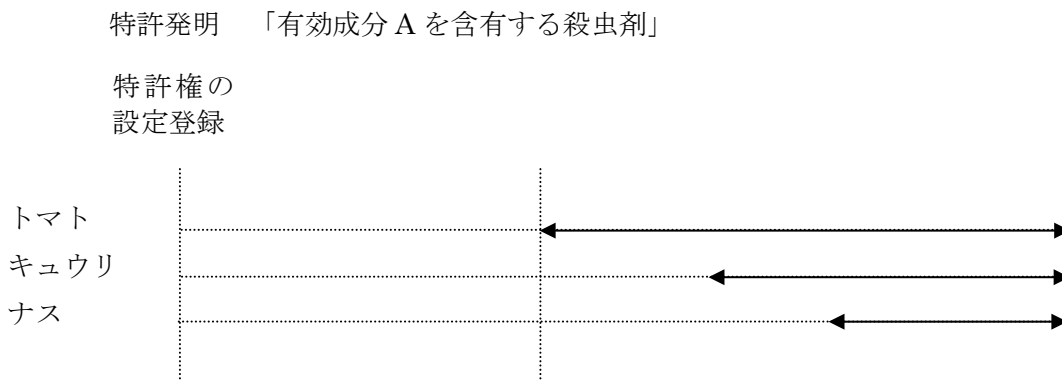 特許発明 「有効成分 A を含有する殺虫剤」
特許権の
設定登録
トマト
キュウリ
ナス